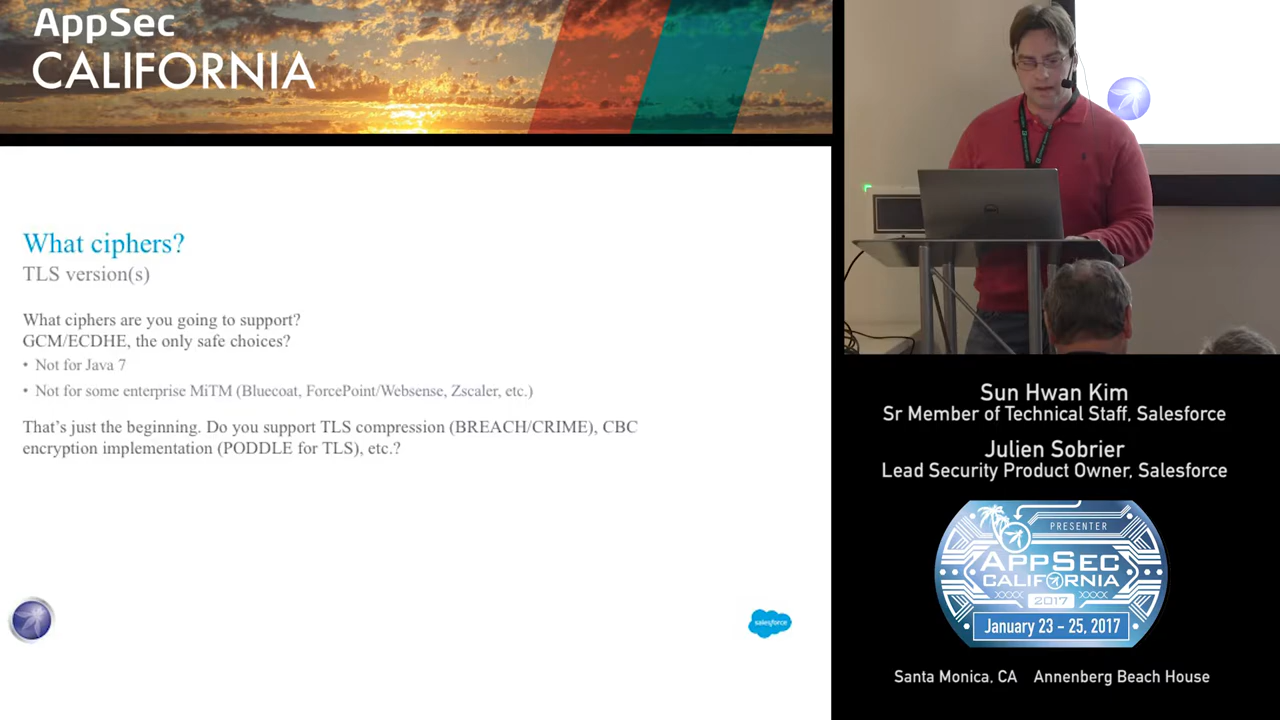 AppSec
CALIFORNIA
What ciphers?
TLS version(s)
What ciphers are you going to support?
GCM/ECDHE, the only safe choices?
• Not for Java 7
• Not for some enterprise MiTM (Bluecoat, ForcePoint/Websense, Zscaler, etc.)
That's just the beginning. Do you support TLS compression (BREACH/CRIME), CBC
encryption implementation (PODDLE for TLS), etc.?
salesforce
Sun Hwan Kim
Sr Member of Technical Staff, Salesforce
Julien Sobrier
Lead Security Product Owner, Salesforce
PRESENTER
APPSEC
CALIFORNIA
XXXX 2017 XXXX
January 23 - 25, 2017
Santa Monica, CA Annenberg Beach House